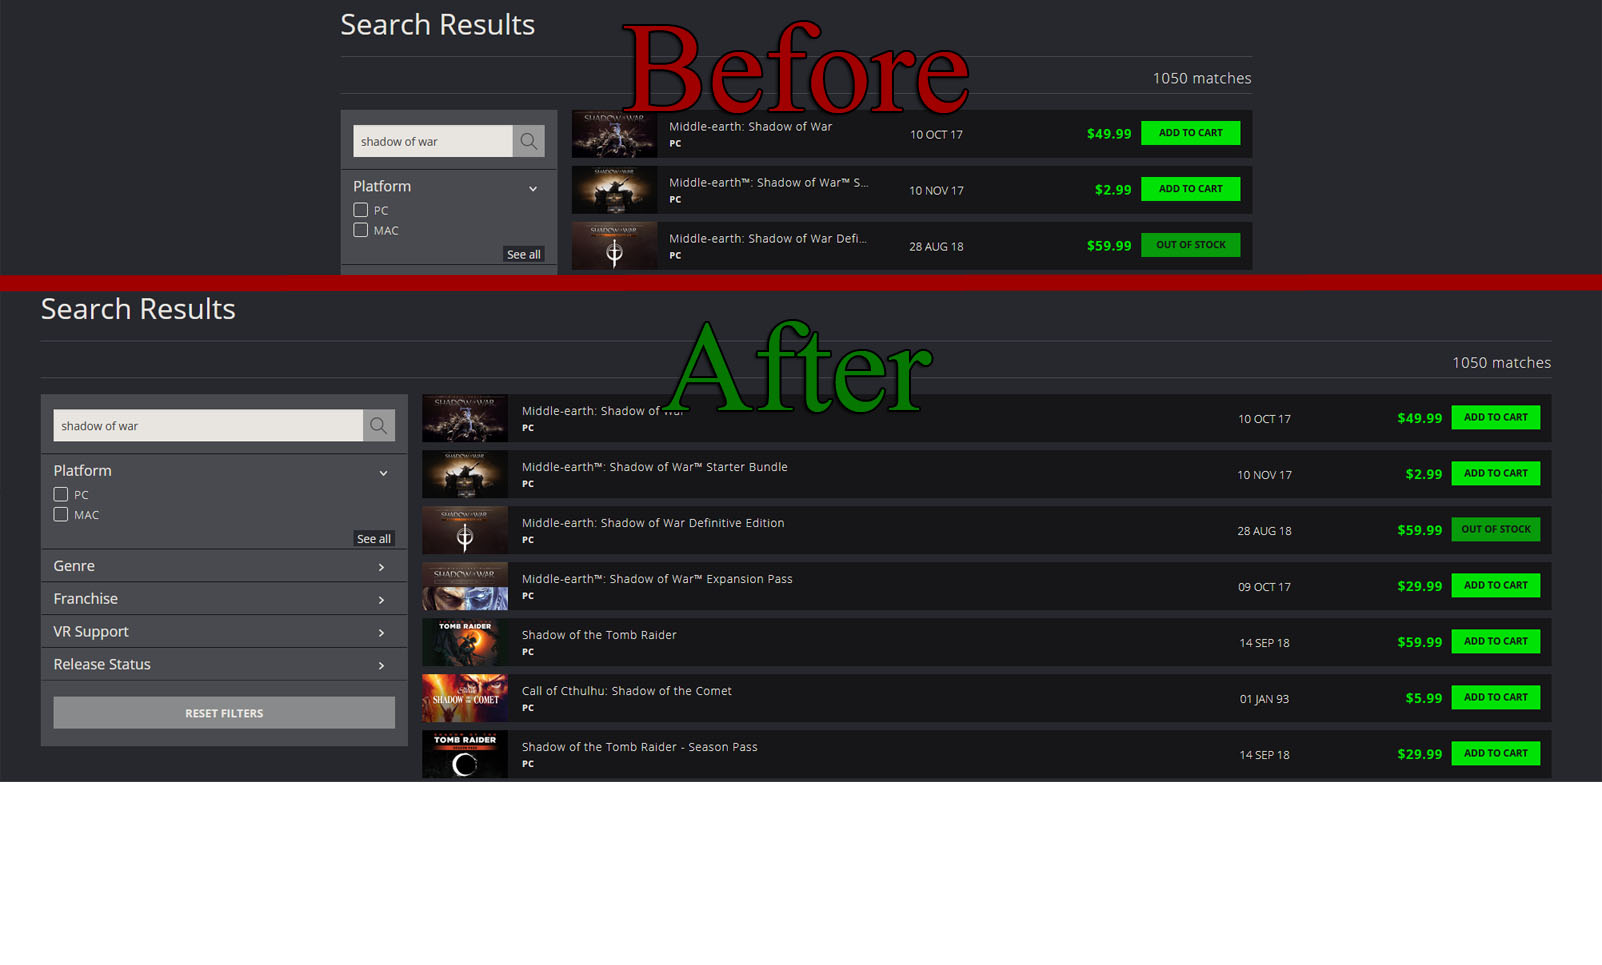 Search Results
Before
1050 matches
shadow of war
Platform
PC
MAC
See all
SHADOW OF WAR
Middle-earth: Shadow of War
PC
10 OCT 17
$49.99
ADD TO CART
SHADOW OF WAR
Middle-earth™: Shadow of War™ S...
PC
10 NOV 17
$2.99
ADD TO CART
SHADOW OF WAR
Middle-earth: Shadow of War Defi...
PC
28 AUG 18
$59.99
OUT OF STOCK
Search Results
After
1050 matches
shadow of war
Platform
PC
MAC
See all
Genre
Franchise
VR Support
Release Status
RESET FILTERS
SHADOW OF WAR
Middle-earth: Shadow of War
PC
10 OCT 17
$49.99
ADD TO CART
SHADOW OF WAR
Middle-earth™: Shadow of War™ Starter Bundle
PC
10 NOV 17
$2.99
ADD TO CART
SHADOW OF WAR
Middle-earth: Shadow of War Definitive Edition
PC
28 AUG 18
$59.99
OUT OF STOCK
SHADOW OF WAR
Middle-earth™: Shadow of War™ Expansion Pass
PC
09 OCT 17
$29.99
ADD TO CART
TOMB RAIDER
Shadow of the Tomb Raider
PC
14 SEP 18
$59.99
ADD TO CART
SHADOW OF THE COMET
Call of Cthulhu: Shadow of the Comet
PC
01 JAN 93
$5.99
ADD TO CART
SHADOW OF THE
TOMB RAIDER
Shadow of the Tomb Raider - Season Pass
PC
14 SEP 18
$29.99
ADD TO CART